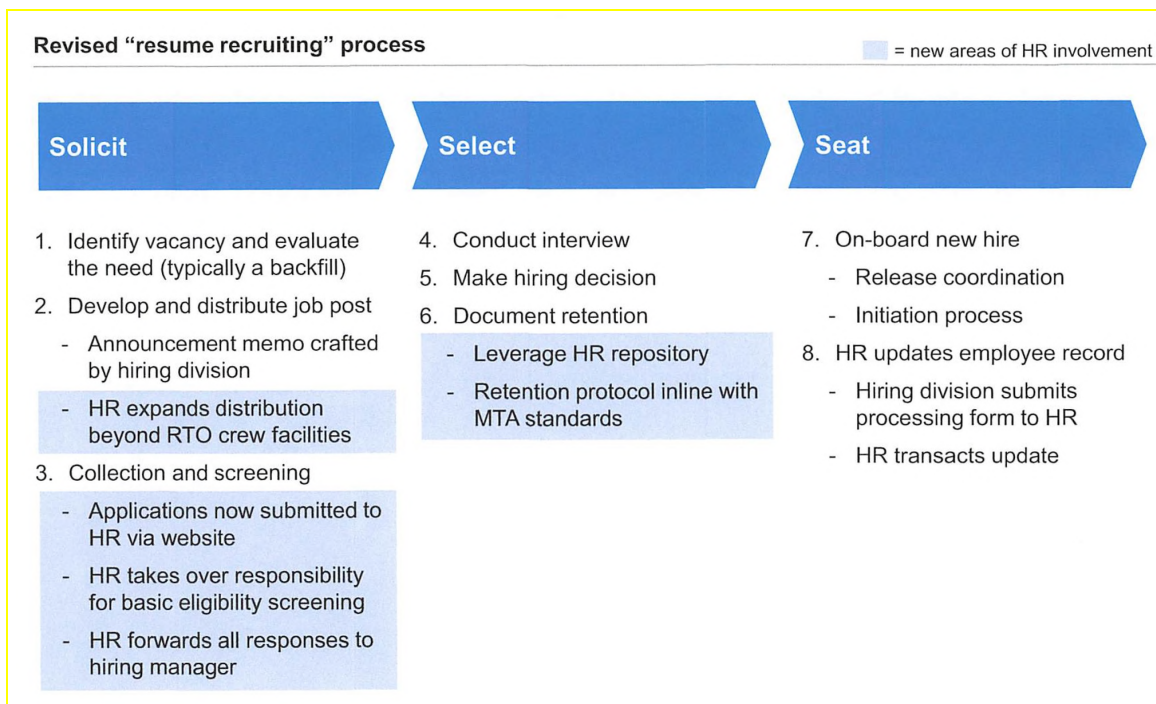 Revised “resume recruiting” process
= new areas of HR involvement
Solicit
1. Identify vacancy and evaluate
the need (typically a backfill)
2. Develop and distribute job post
- Announcement memo crafted
by hiring division
- HR expands distribution
beyond RTO crew facilities
3. Collection and screening
- Applications now submitted to
HR via website
- HR takes over responsibility
for basic eligibility screening
- HR forwards all responses to
hiring manager
Select
4. Conduct interview
5. Make hiring decision
6. Document retention
- Leverage HR repository
- Retention protocol inline with
MTA standards
Seat
7. On-board new hire
- Release coordination
- Initiation process
8. HR updates employee record
- Hiring division submits
processing form to HR
- HR transacts update